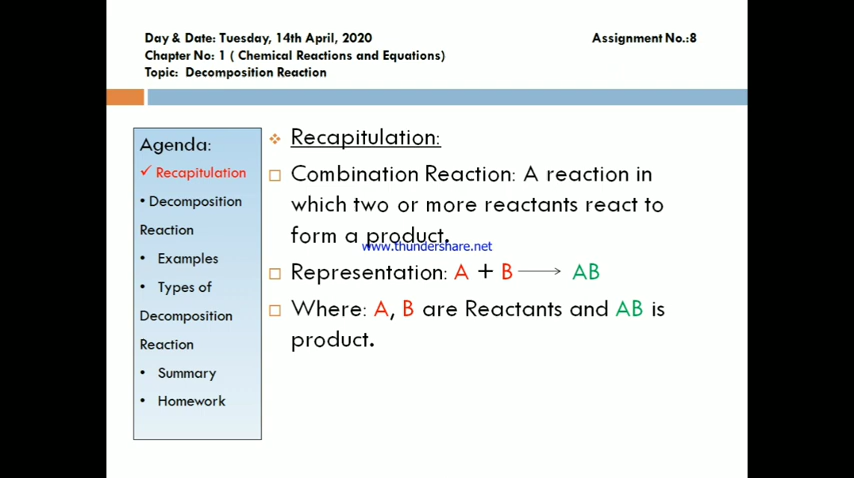 Day & Date: Tuesday, 14th April, 2020
Assignment No.:8
Chapter No: 1 ( Chemical Reactions and Equations)
Topic: Decomposition Reaction
Agenda:
✓ Recapitulation
• Decomposition
Reaction
• Examples
• Types of
Decomposition
Reaction
• Summary
• Homework
❖ Recapitulation:
□ Combination Reaction: A reaction in
which two or more reactants react to
form a product.
www.thundershare.net
□ Representation: A + B ⟶ AB
□ Where: A, B are Reactants and AB is
product.